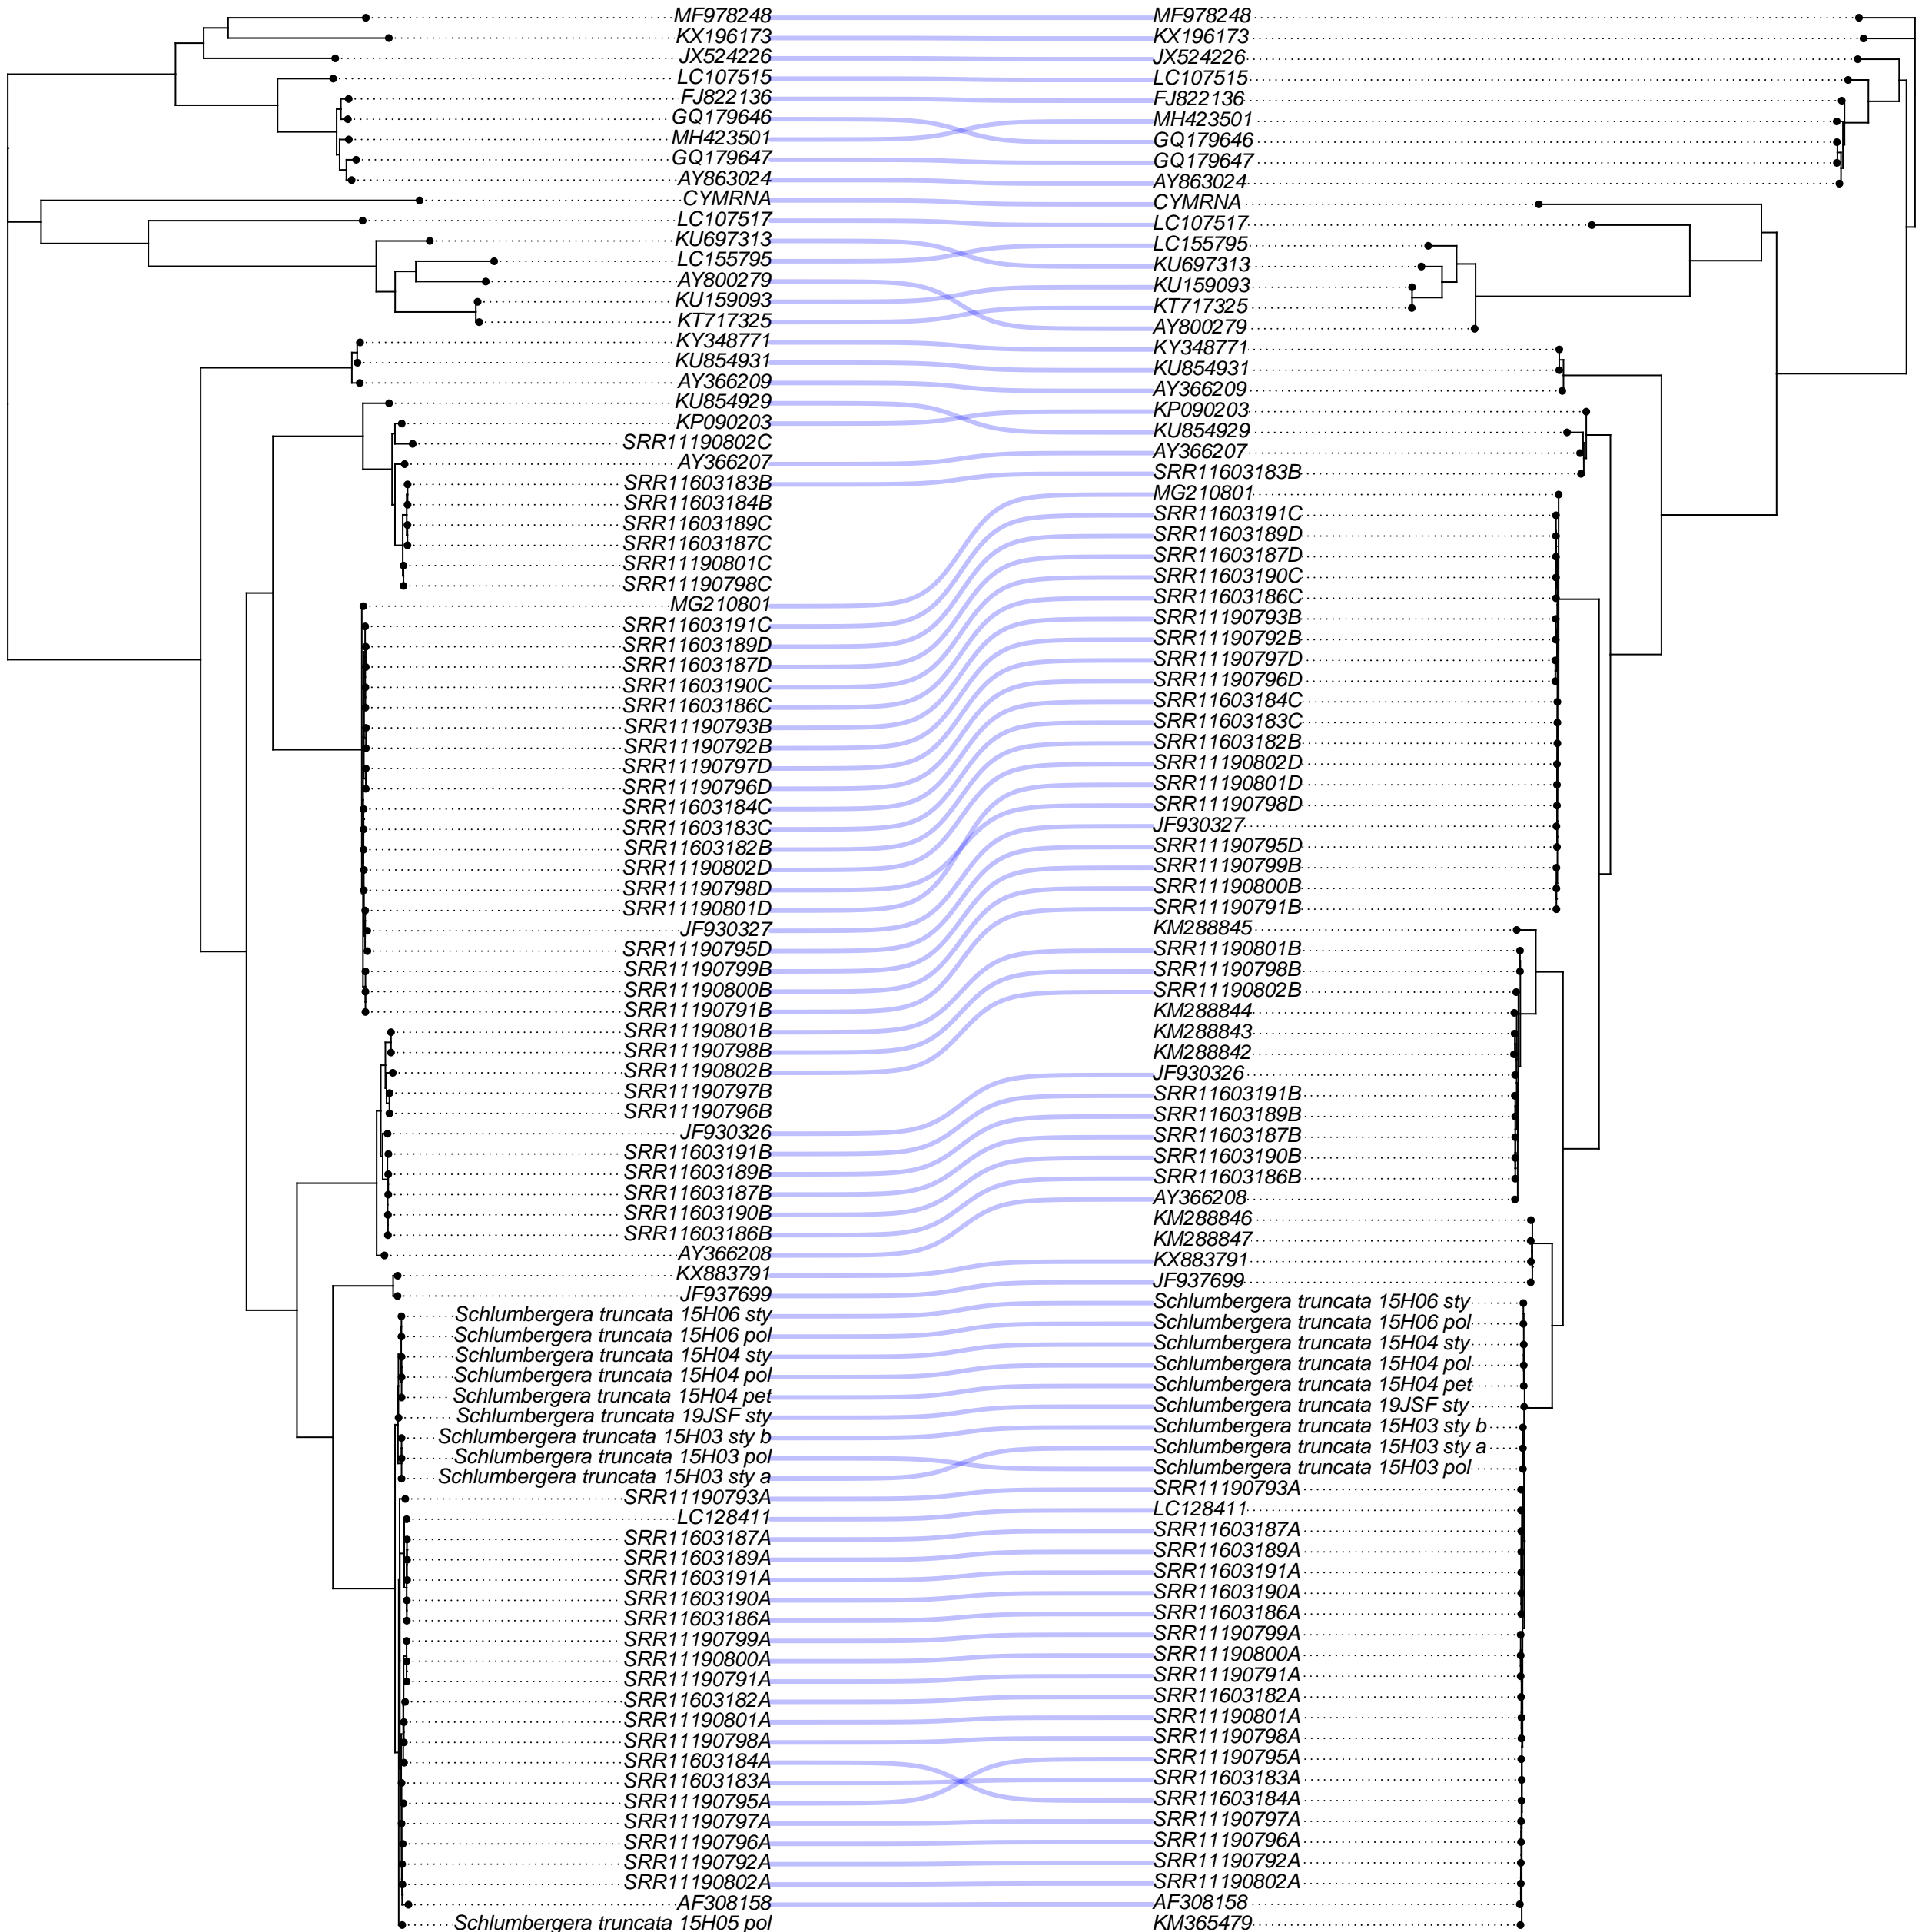 MF978248
KX196173
JX524226
LC107515
FJ822136
GQ179646
MH423501
GQ179647
AY863024
CYMRNA
LC107517
KU697313
LC155795
AY800279
KU159093
KT717325
KY348771
KU854931
AY366209
KU854929
KP090203
SRR11190802C
AY366207
SRR11603183B
SRR11603184B
SRR11603189C
SRR11603187C
SRR11190801C
SRR11190798C
MG210801
SRR11603191C
SRR11603189D
SRR11603187D
SRR11603190C
SRR11603186C
SRR11190793B
SRR11190792B
SRR11190797D
SRR11190796D
SRR11603184C
SRR11603183C
SRR11603182B
SRR11190802D
SRR11190798D
SRR11190801D
JF930327
SRR11190795D
SRR11190799B
SRR11190800B
SRR11190791B
SRR11190801B
SRR11190798B
SRR11190802B
SRR11190797B
SRR11190796B
JF930326
SRR11603191B
SRR11603189B
SRR11603187B
SRR11603190B
SRR11603186B
AY366208
KX883791
JF937699
Schlumbergera truncata 15H06 sty
Schlumbergera truncata 15H06 pol
Schlumbergera truncata 15H04 sty
Schlumbergera truncata 15H04 pol
Schlumbergera truncata 15H04 pet
Schlumbergera truncata 19JSF sty
Schlumbergera truncata 15H03 sty b
Schlumbergera truncata 15H03 pol
Schlumbergera truncata 15H03 sty a
SRR11190793A
LC128411
SRR11603187A
SRR11603189A
SRR11603191A
SRR11603190A
SRR11603186A
SRR11190799A
SRR11190800A
SRR11190791A
SRR11603182A
SRR11190801A
SRR11190798A
SRR11603184A
SRR11603183A
SRR11190795A
SRR11190797A
SRR11190796A
SRR11190792A
SRR11190802A
AF308158
Schlumbergera truncata 15H05 pol
MF978248
KX196173
JX524226
LC107515
FJ822136
MH423501
GQ179646
GQ179647
AY863024
CYMRNA
LC107517
LC155795
KU697313
KU159093
KT717325
AY800279
KY348771
KU854931
AY366209
KP090203
KU854929
AY366207
SRR11603183B
MG210801
SRR11603191C
SRR11603189D
SRR11603187D
SRR11603190C
SRR11603186C
SRR11190793B
SRR11190792B
SRR11190797D
SRR11190796D
SRR11603184C
SRR11603183C
SRR11603182B
SRR11190802D
SRR11190801D
SRR11190798D
JF930327
SRR11190795D
SRR11190799B
SRR11190800B
SRR11190791B
KM288845
SRR11190801B
SRR11190798B
SRR11190802B
KM288844
KM288843
KM288842
JF930326
SRR11603191B
SRR11603189B
SRR11603187B
SRR11603190B
SRR11603186B
AY366208
KM288846
KM288847
KX883791
JF937699
Schlumbergera truncata 15H06 sty
Schlumbergera truncata 15H06 pol
Schlumbergera truncata 15H04 sty
Schlumbergera truncata 15H04 pol
Schlumbergera truncata 15H04 pet
Schlumbergera truncata 19JSF sty
Schlumbergera truncata 15H03 sty b
Schlumbergera truncata 15H03 sty a
Schlumbergera truncata 15H03 pol
SRR11190793A
LC128411
SRR11603187A
SRR11603189A
SRR11603191A
SRR11603190A
SRR11603186A
SRR11190799A
SRR11190800A
SRR11190791A
SRR11603182A
SRR11190801A
SRR11190798A
SRR11190795A
SRR11603183A
SRR11603184A
SRR11190797A
SRR11190796A
SRR11190792A
SRR11190802A
AF308158
KM365479